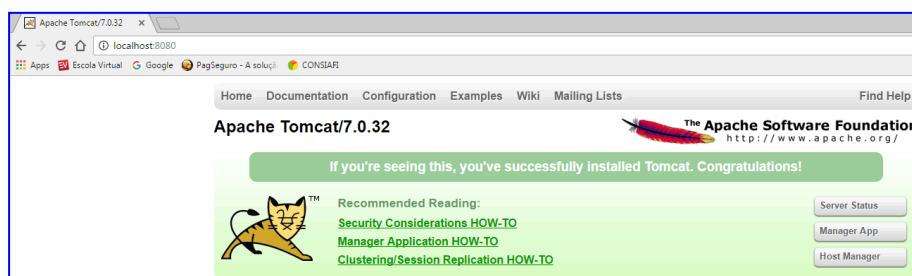 Apache Tomcat/7.0.32
localhost:8080
Apps EV Escola Virtual G Google PagSeguro - A soluçã CONSIAFI
Home Documentation Configuration Examples Wiki Mailing Lists Find Help
Apache Tomcat/7.0.32
The Apache Software Foundation
http://www.apache.org/
If you're seeing this, you've successfully installed Tomcat. Congratulations!
TM
Recommended Reading:
Security Considerations HOW-TO
Manager Application HOW-TO
Clustering/Session Replication HOW-TO
Server Status
Manager App
Host Manager